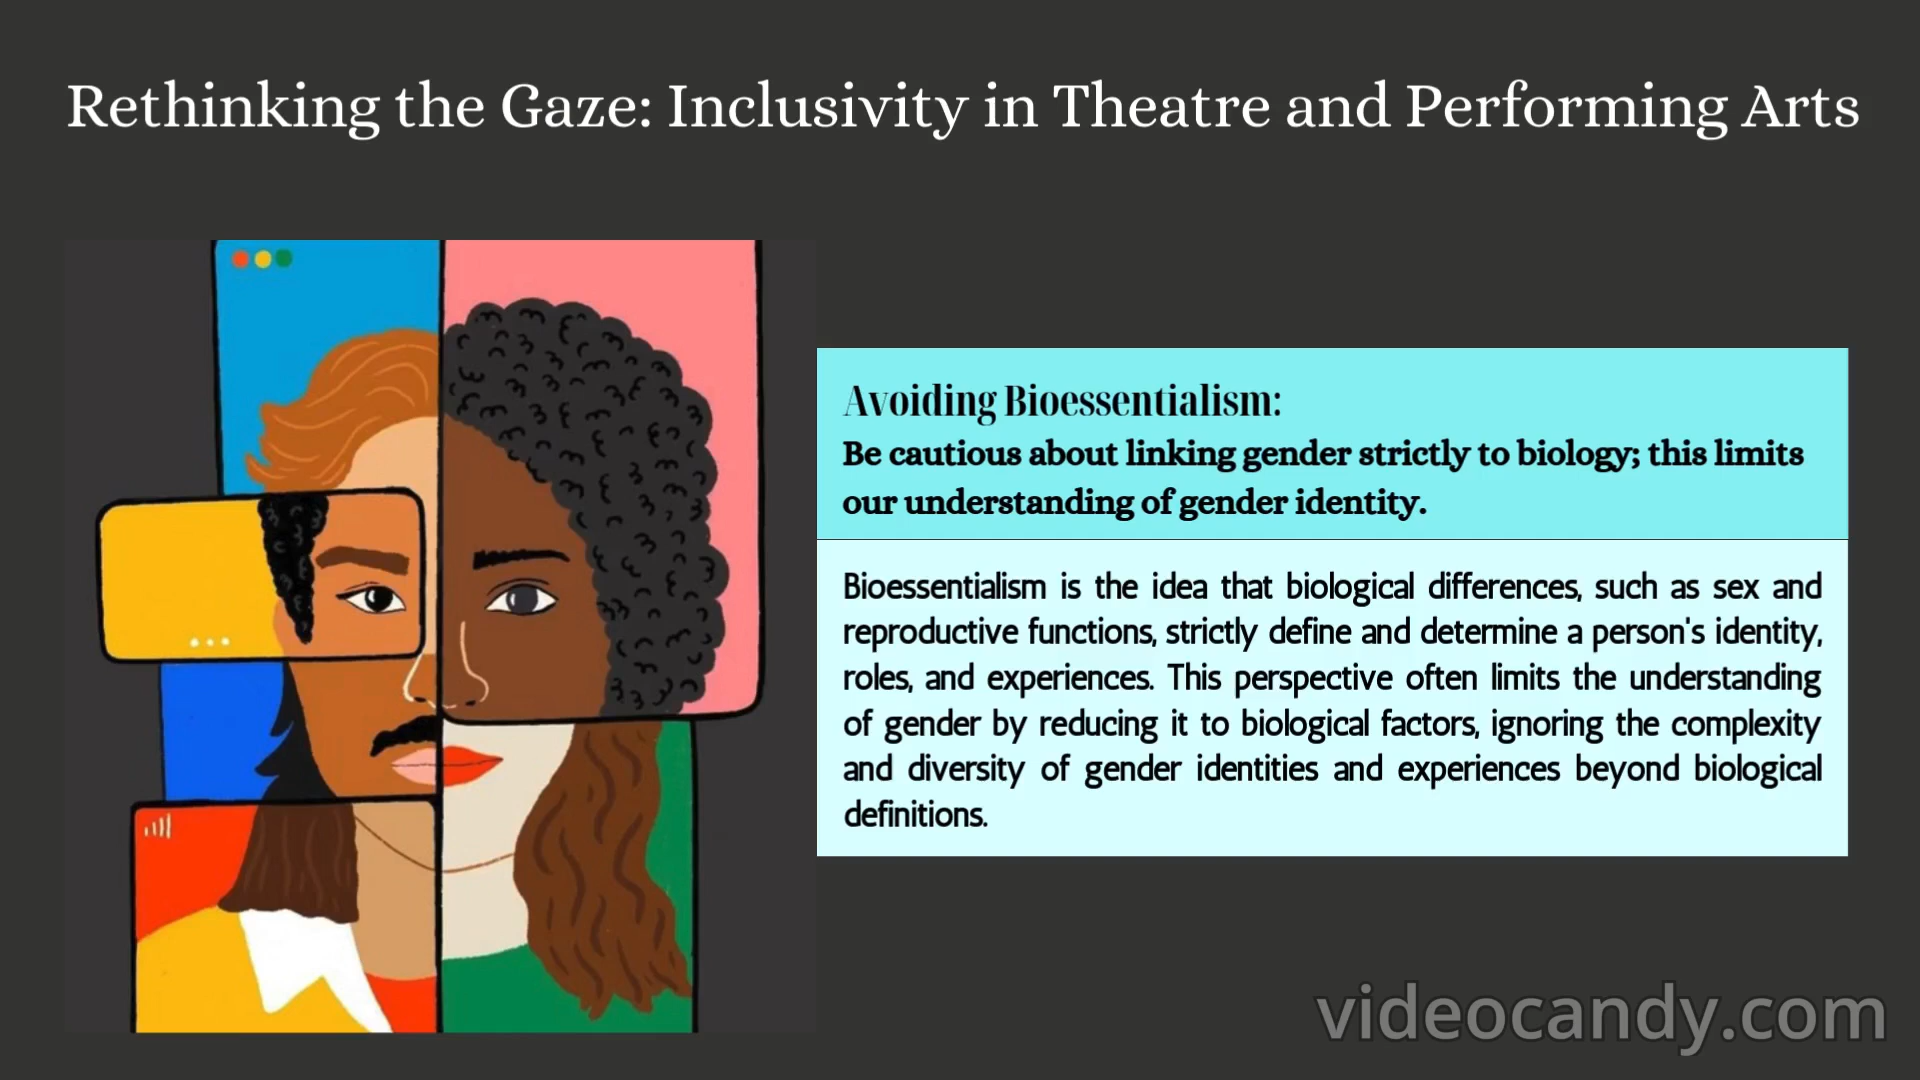 Rethinking the Gaze: Inclusivity in Theatre and Performing Arts
Avoiding Bioessentialism:
Be cautious about linking gender strictly to biology; this limits
our understanding of gender identity.
Bioessentialism is the idea that biological differences, such as sex and
reproductive functions, strictly define and determine a person's identity,
roles, and experiences. This perspective often limits the understanding
of gender by reducing it to biological factors, ignoring the complexity
and diversity of gender identities and experiences beyond biological
definitions.
videocandy.com